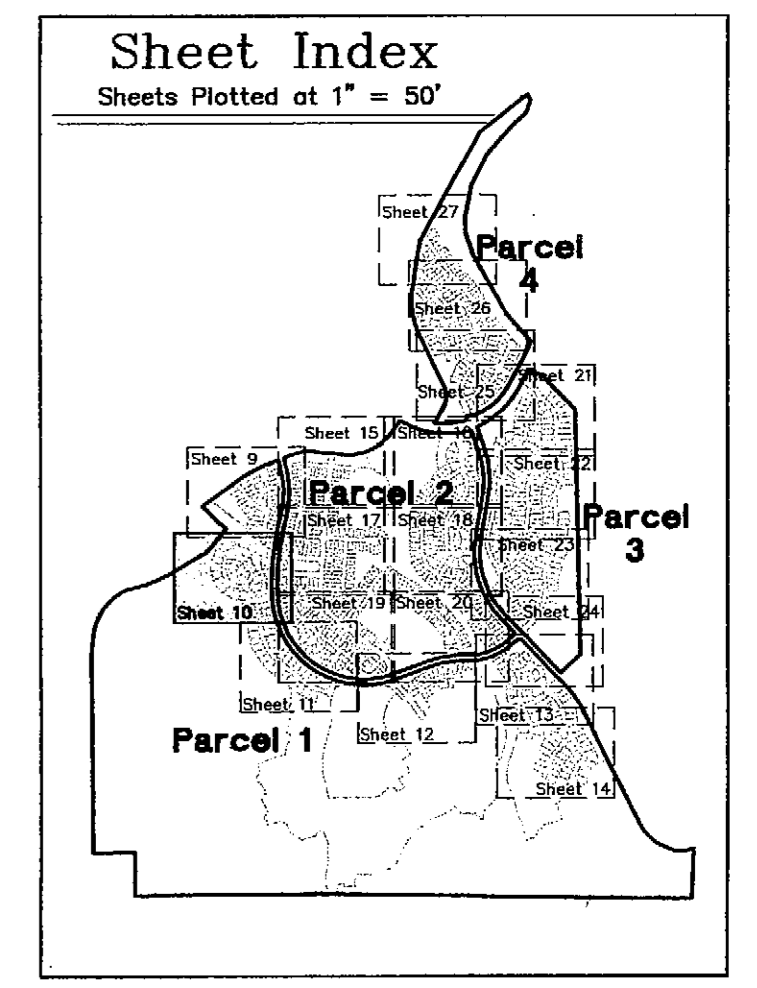 Sheet Index
Sheets Plotted at 1" = 50'
Sheet 27
Parcel
4
Sheet 26
Sheet 21
Sheet 25
Sheet 15
Sheet 16
Sheet 9
Sheet 22
Parcel 2
Sheet 17
Sheet 18
Parcel
3
Sheet 23
Sheet 10
Sheet 19
Sheet 20
Sheet 24
Sheet 11
Sheet 13
Parcel 1
Sheet 12
Sheet 14